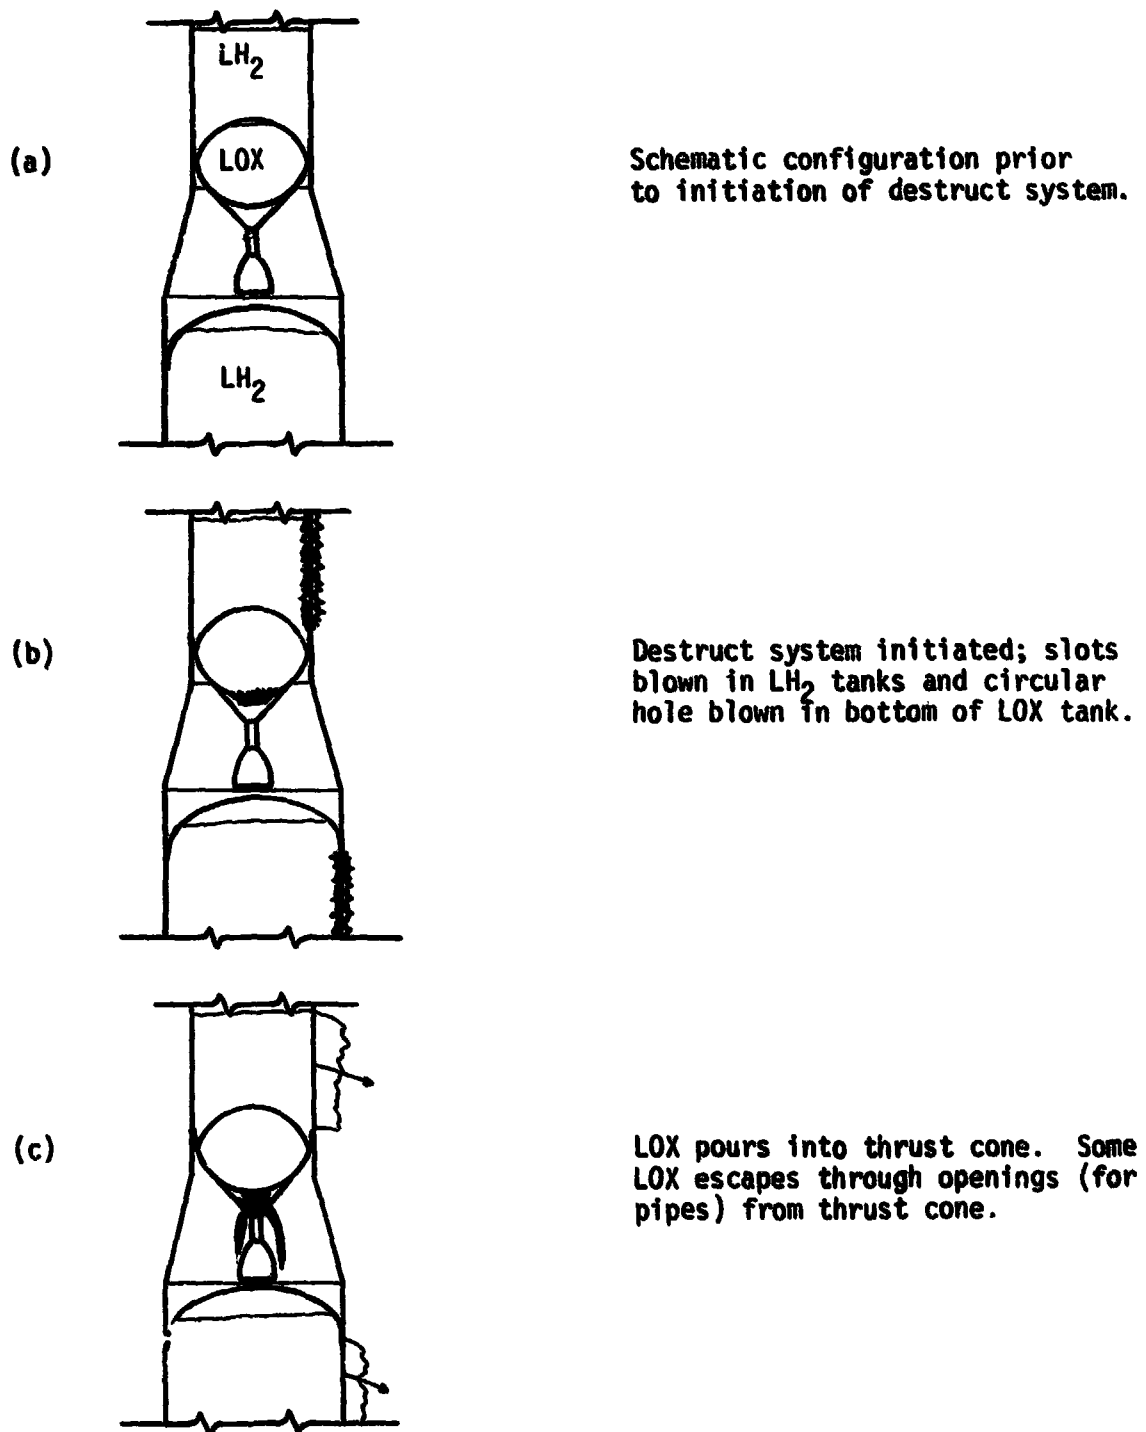 LH2
(a)
LOX
Schematic configuration prior
to initiation of destruct system.
LH2
(b)
Destruct system initiated; slots
blown in LH2 tanks and circular
hole blown in bottom of LOX tank.
(c)
LOX pours into thrust cone. Some
LOX escapes through openings (for
pipes) from thrust cone.